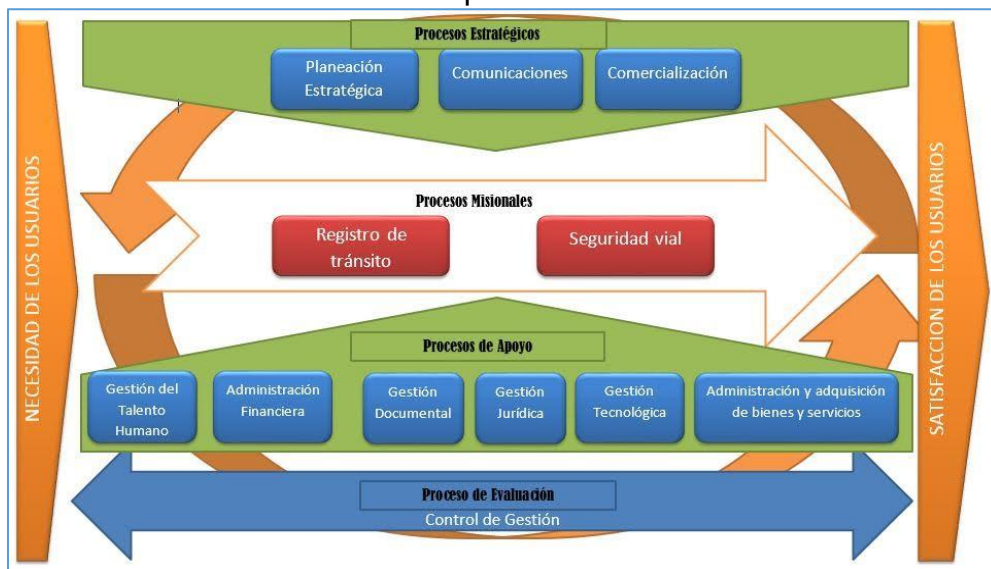 Procesos Estratégicos
Planeación
Estratégica
Comunicaciones
Comercialización
NECESIDAD DE LOS USUARIOS
Procesos Misionales
Registro de
tránsito
Seguridad vial
SATISFACCION DE LOS USUARIOS
Procesos de Apoyo
Gestión del
Talento
Humano
Administración
Financiera
Gestión
Documental
Gestión
Jurídica
Gestión
Tecnológica
Administración y adquisición
de bienes y servicios
Proceso de Evaluación
Control de Gestión